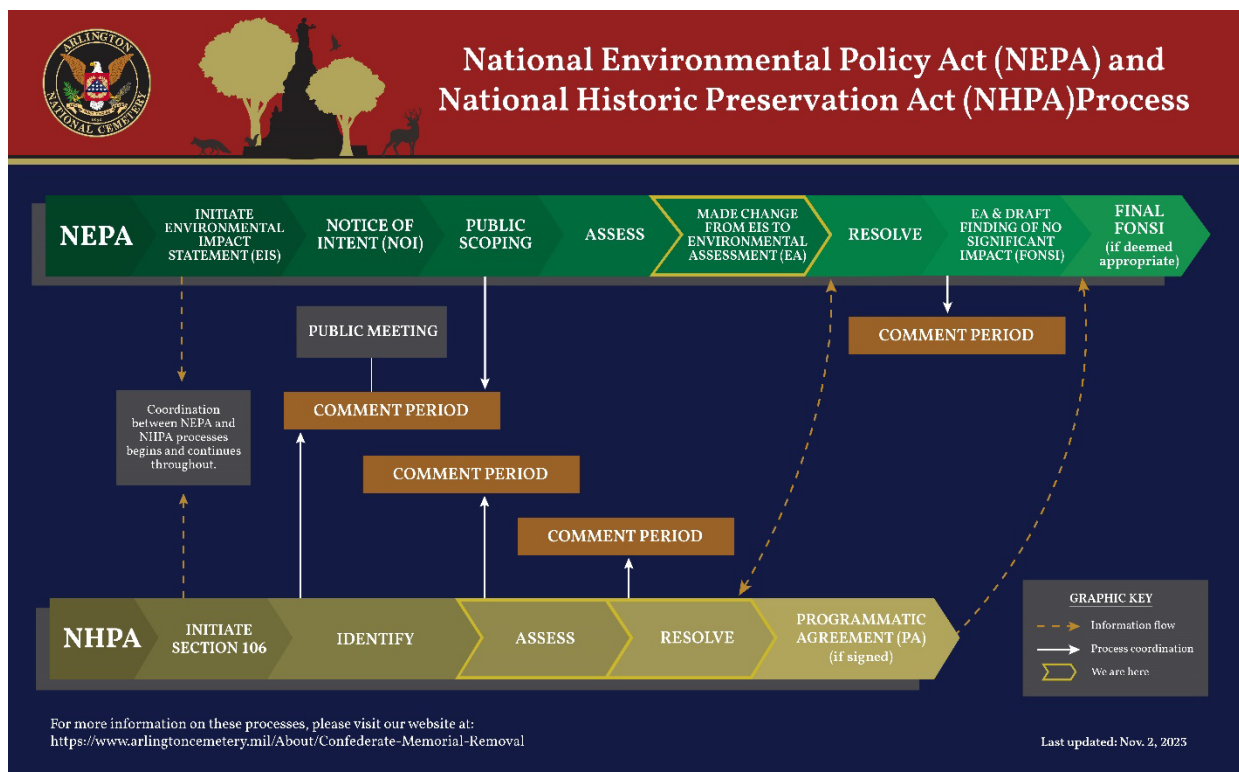 ARLINGTON
NATIONAL CEMETERY
National Environmental Policy Act (NEPA) and
National Historic Preservation Act (NHPA)Process
NEPA
INITIATE
ENVIRONMENTAL
IMPACT
STATEMENT (EIS)
NOTICE OF
INTENT (NOI)
PUBLIC
SCOPING
ASSESS
MADE CHANGE
FROM EIS TO
ENVIRONMENTAL
ASSESSMENT (EA)
RESOLVE
EA & DRAFT
FINDING OF NO
SIGNIFICANT
IMPACT (FONSI)
FINAL
FONSI
(if deemed
appropriate)
PUBLIC MEETING
COMMENT PERIOD
Coordination
between NEPA and
NHPA processes
begins and continues
throughout.
COMMENT PERIOD
COMMENT PERIOD
COMMENT PERIOD
NHPA
INITIATE
SECTION 106
IDENTIFY
ASSESS
RESOLVE
PROGRAMMATIC
AGREEMENT (PA)
(if signed)
GRAPHIC KEY
Information flow
Process coordination
We are here
For more information on these processes, please visit our website at:
https://www.arlingtoncemetery.mil/About/Confederate-Memorial-Removal
Last updated: Nov. 2, 2023